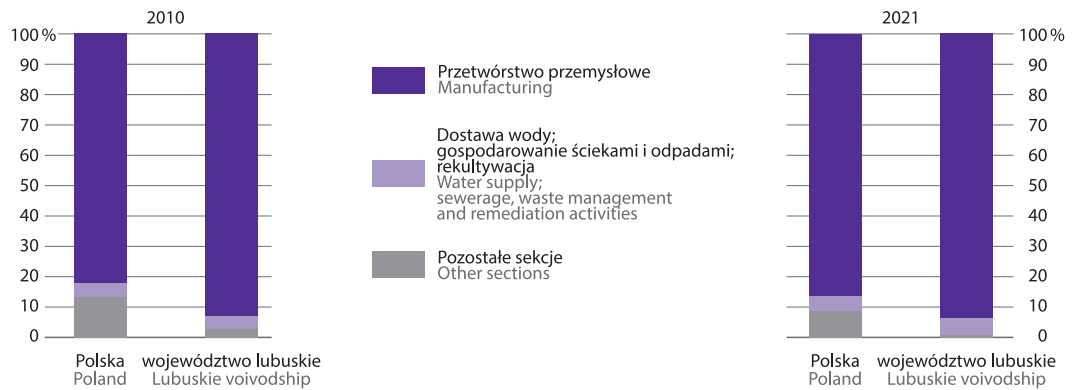 2010
100 %
90
80
70
60
50
40
30
20
10
0
Polska
Poland
województwo lubuskie
Lubuskie voivodship
Przetwórstwo przemysłowe
Manufacturing
Dostawa wody;
gospodarowanie ściekami i odpadami;
rekultywacja
Water supply;
sewerage, waste management
and remediation activities
Pozostałe sekcje
Other sections
2021
100 %
90
80
70
60
50
40
30
20
10
0
Polska
Poland
województwo lubuskie
Lubuskie voivodship